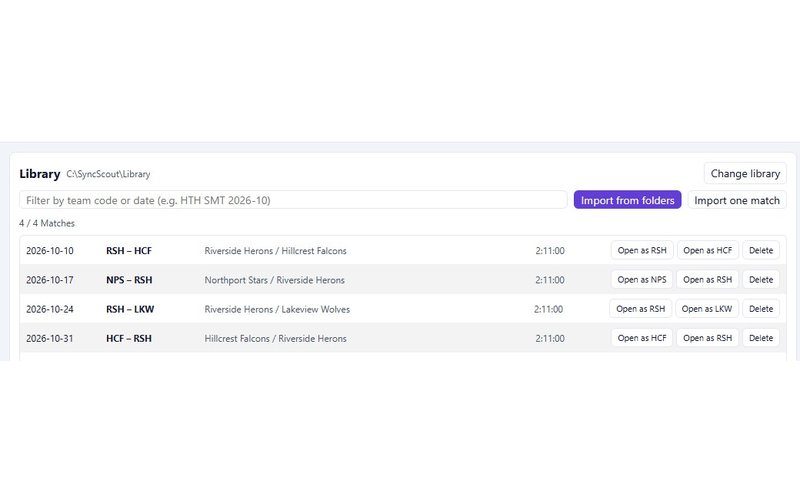 Library C:\SyncScout\Library Change library
Filter by team code or date (e.g. HTH SMT 2026-10) Import from folders Import one match
4 / 4 Matches
2026-10-10 RSH – HCF Riverside Herons / Hillcrest Falcons 2:11:00 Open as RSH Open as HCF Delete
2026-10-17 NPS – RSH Northport Stars / Riverside Herons 2:11:00 Open as NPS Open as RSH Delete
2026-10-24 RSH – LKW Riverside Herons / Lakeview Wolves 2:11:00 Open as RSH Open as LKW Delete
2026-10-31 HCF – RSH Hillcrest Falcons / Riverside Herons 2:11:00 Open as HCF Open as RSH Delete